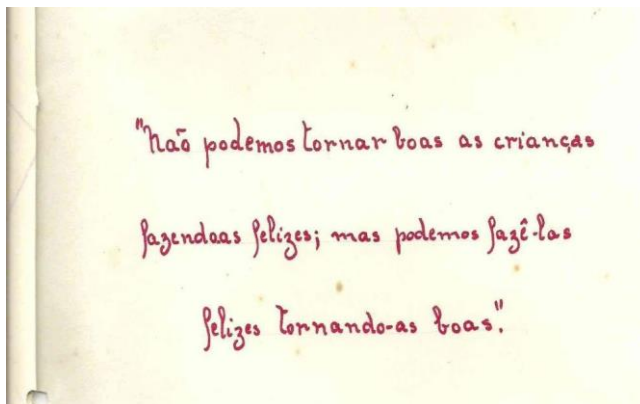 "Não podemos tornar boas as crianças
fazendoas felizes; mas podemos fazê-las
felizes tornando-as boas".